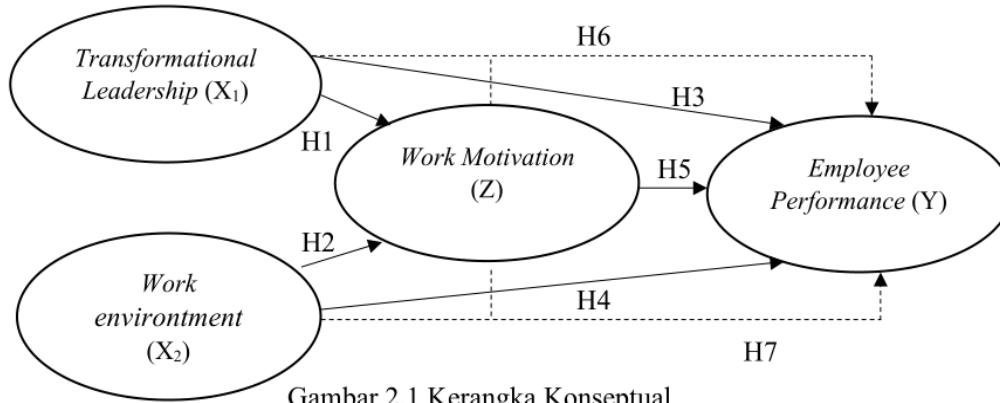 Transformational
Leadership (X₁)
H6
H3
H1
Work Motivation
(Z)
H5
Employee
Performance (Y)
H2
Work
environtment
(X₂)
H4
H7
Gambar 2.1 Kerangka Konseptual